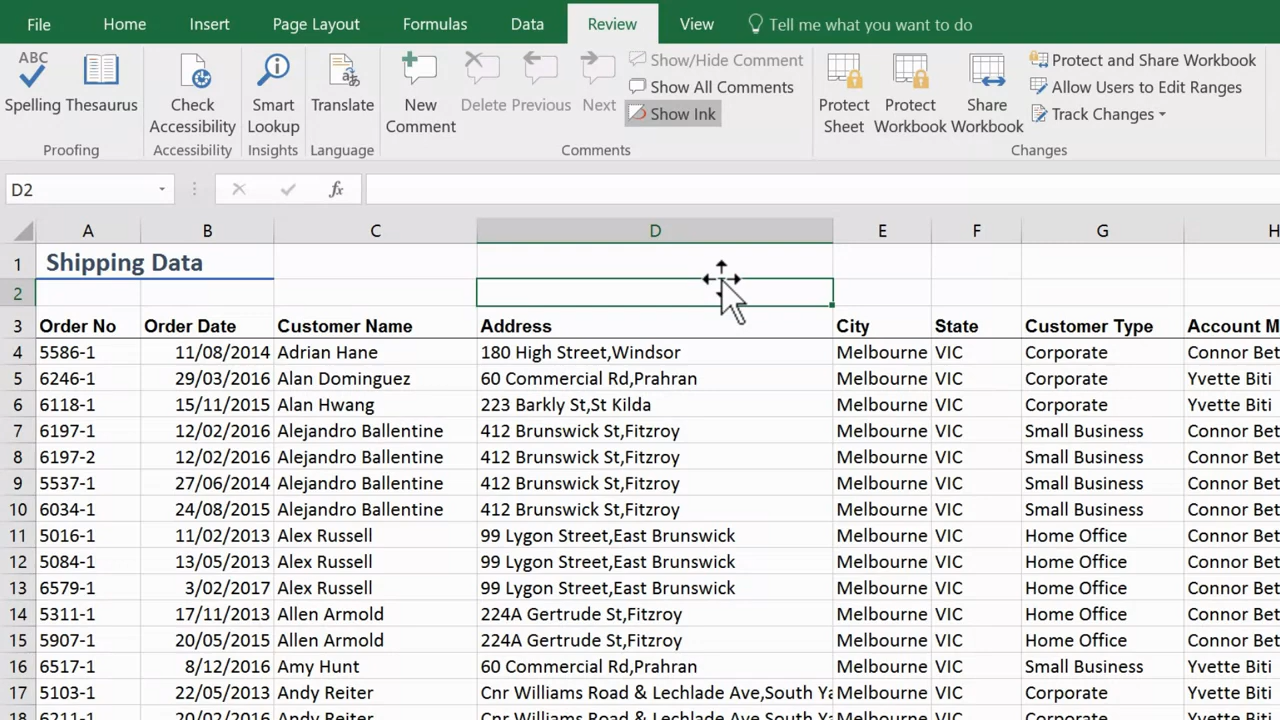 File Home Insert Page Layout Formulas Data Review View Tell me what you want to do
ABC
Spelling Thesaurus Check Accessibility Smart Lookup Translate New Comment Delete Previous Next Show/Hide Comment Show All Comments Show Ink Protect Sheet Protect Workbook Share Workbook Protect and Share Workbook Allow Users to Edit Ranges Track Changes
Proofing Accessibility Insights Language Comments Changes
D2 fx
A B C D E F G H
1 Shipping Data
2
3 Order No Order Date Customer Name Address City State Customer Type Account M
4 5586-1 11/08/2014 Adrian Hane 180 High Street,Windsor Melbourne VIC Corporate Connor Bet
5 6246-1 29/03/2016 Alan Dominguez 60 Commercial Rd,Prahran Melbourne VIC Corporate Yvette Biti
6 6118-1 15/11/2015 Alan Hwang 223 Barkly St,St Kilda Melbourne VIC Corporate Yvette Biti
7 6197-1 12/02/2016 Alejandro Ballentine 412 Brunswick St,Fitzroy Melbourne VIC Small Business Connor Bet
8 6197-2 12/02/2016 Alejandro Ballentine 412 Brunswick St,Fitzroy Melbourne VIC Small Business Connor Bet
9 5537-1 27/06/2014 Alejandro Ballentine 412 Brunswick St,Fitzroy Melbourne VIC Small Business Connor Bet
10 6034-1 24/08/2015 Alejandro Ballentine 412 Brunswick St,Fitzroy Melbourne VIC Small Business Connor Bet
11 5016-1 11/02/2013 Alex Russell 99 Lygon Street,East Brunswick Melbourne VIC Home Office Connor Bet
12 5084-1 13/05/2013 Alex Russell 99 Lygon Street,East Brunswick Melbourne VIC Home Office Connor Bet
13 6579-1 3/02/2017 Alex Russell 99 Lygon Street,East Brunswick Melbourne VIC Home Office Connor Bet
14 5311-1 17/11/2013 Allen Armold 224A Gertrude St,Fitzroy Melbourne VIC Home Office Connor Bet
15 5907-1 20/05/2015 Allen Armold 224A Gertrude St,Fitzroy Melbourne VIC Home Office Connor Bet
16 6517-1 8/12/2016 Amy Hunt 60 Commercial Rd,Prahran Melbourne VIC Small Business Yvette Biti
17 5103-1 22/05/2013 Andy Reiter Cnr Williams Road & Lechlade Ave,South Ya Melbourne VIC Corporate Yvette Biti
18 6211-1 20/02/2016 Andy Reiter Cnr Williams Road & Lechlade Ave,South Ya Melbourne VIC Corporate Yvette Biti